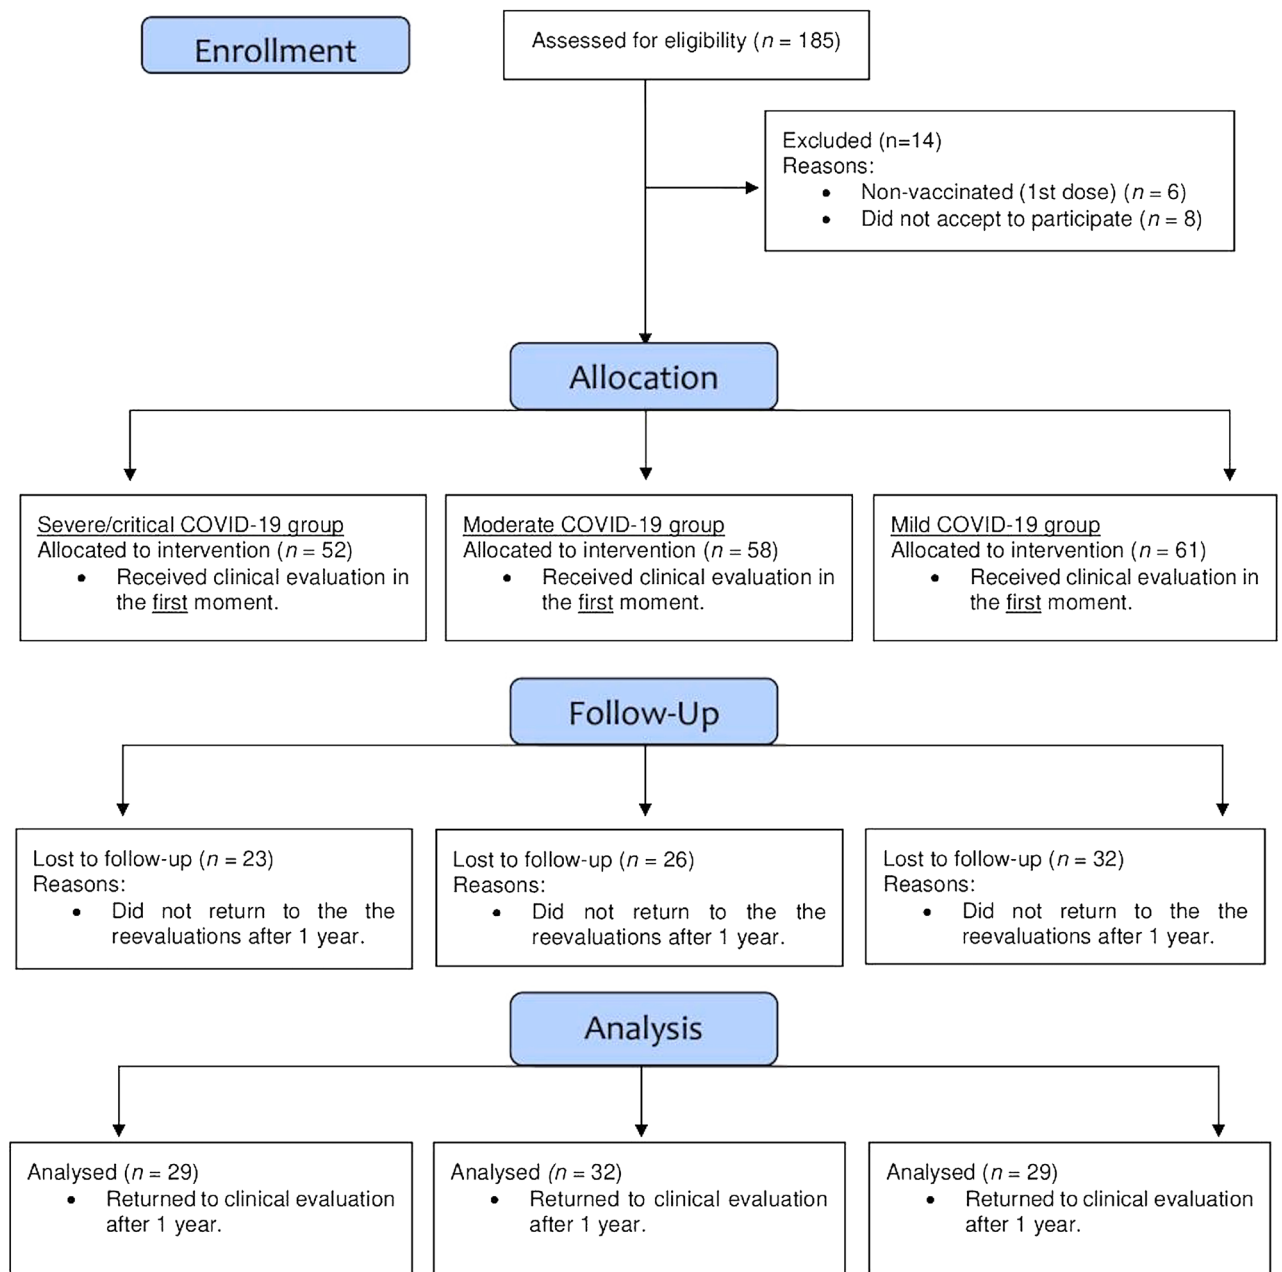 Enrollment
Assessed for eligibility (n = 185)
Excluded (n=14)
Reasons:
• Non-vaccinated (1st dose) (n = 6)
• Did not accept to participate (n = 8)
Allocation
Severe/critical COVID-19 group
Allocated to intervention (n = 52)
• Received clinical evaluation in
the first moment.
Moderate COVID-19 group
Allocated to intervention (n = 58)
• Received clinical evaluation in
the first moment.
Mild COVID-19 group
Allocated to intervention (n = 61)
• Received clinical evaluation in
the first moment.
Follow-Up
Lost to follow-up (n = 23)
Reasons:
• Did not return to the the
reevaluations after 1 year.
Lost to follow-up (n = 26)
Reasons:
• Did not return to the the
reevaluations after 1 year.
Lost to follow-up (n = 32)
Reasons:
• Did not return to the the
reevaluations after 1 year.
Analysis
Analysed (n = 29)
• Returned to clinical evaluation
after 1 year.
Analysed (n = 32)
• Returned to clinical evaluation
after 1 year.
Analysed (n = 29)
• Returned to clinical evaluation
after 1 year.